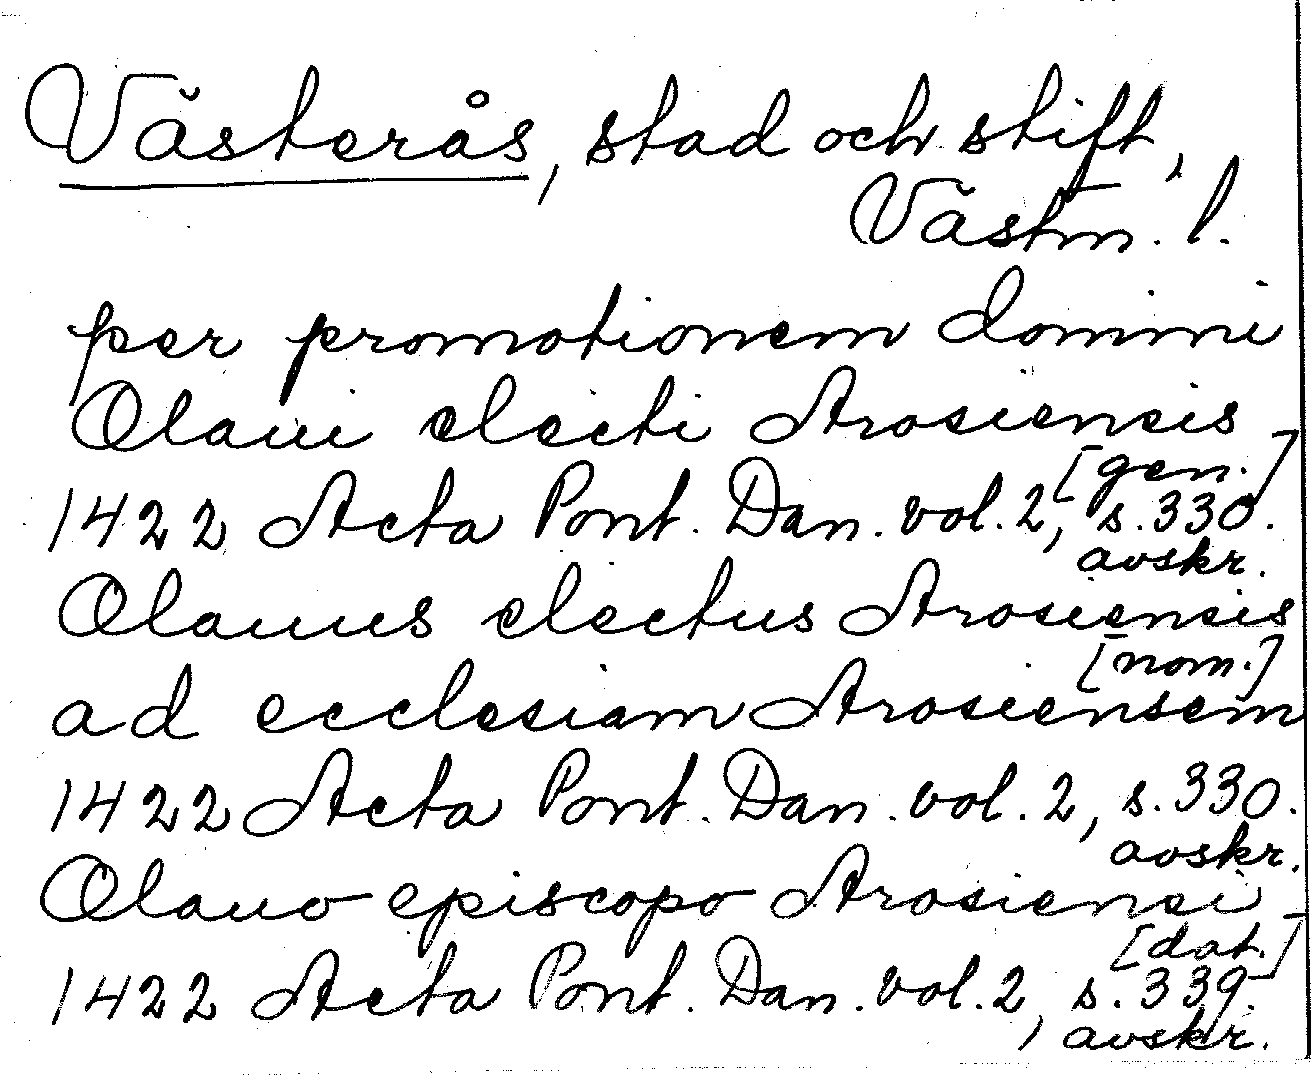 Västerås, stad och stift,
Västm. l.
per promotionem domini
Olaui electi Arosiensis
[gen.]
1422 Acta Pont. Dan. vol. 2, s. 330.
avskr.
Olauus electus Arosiensis
[nom.]
ad ecclesiam Arosiensem
1422 Acta Pont. Dan. vol. 2, s. 330.
avskr.
Olauo episcopo Arosiensi
[dat.]
1422 Acta Pont. Dan. vol. 2, s. 339.
avskr.